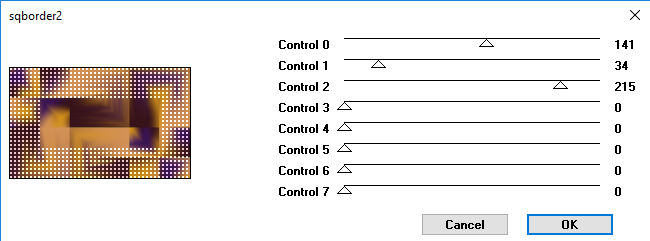 sqborder2
Control 0 141
Control 1 34
Control 2 215
Control 3 0
Control 4 0
Control 5 0
Control 6 0
Control 7 0
Cancel OK